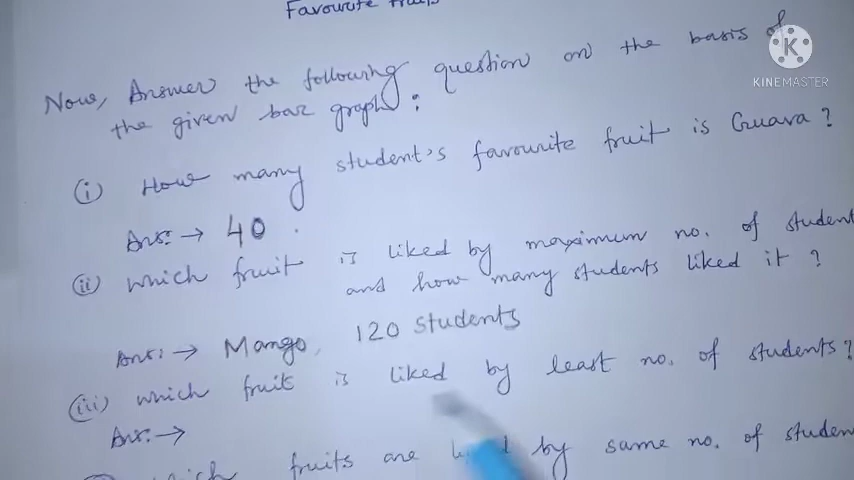 Favourite fruits
Now, Answer the following question on the basis of
the given bar graph:
(i) How many student's favourite fruit is Guava?
Ans: → 40.
(ii) which fruit is liked by maximum no. of student
and how many students liked it ?
Ans: → Mango, 120 students
(iii) which fruit is liked by least no. of students?
Ans: →
fruits are by same no. of studen
K
KINEMASTER